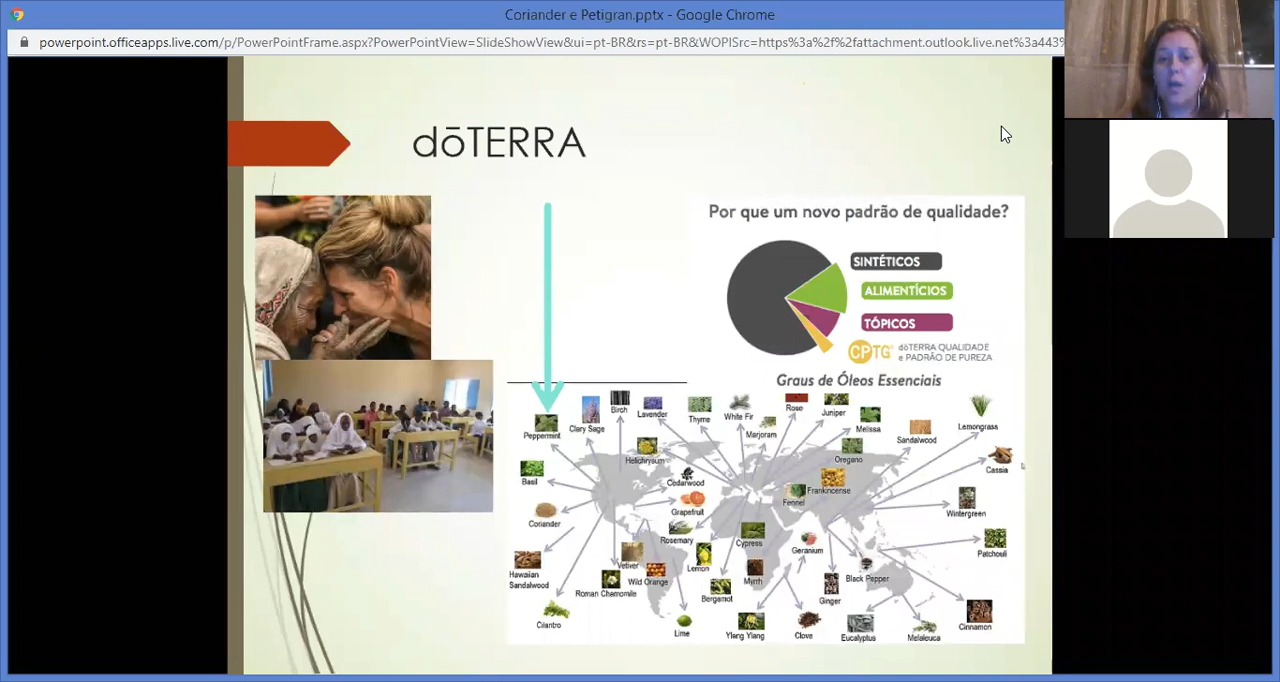 Coriander e Petigran.pptx - Google Chrome
powerpoint.officeapps.live.com/p/PowerPointFrame.aspx?PowerPointView=SlideShowView&ui=pt-BR&rs=pt-BR&WOPISrc=https%3a%2f%2fattachment.outlook.live.net%3a443%
dōTERRA
Por que um novo padrão de qualidade?
SINTÉTICOS
ALIMENTÍCIOS
TÓPICOS
CPTG
dōTERRA QUALIDADE
e PADRÃO DE PUREZA
Graus de Óleos Essenciais
Peppermint
Clary Sage
Birch
Lavender
Thyme
White Fir
Marjoram
Rose
Juniper
Melissa
Sandalwood
Lemongrass
Helichrysum
Oregano
Cassia
Basil
Cedarwood
Fennel
Frankincense
Coriander
Grapefruit
Wintergreen
Rosemary
Cypress
Geranium
Patchouli
Hawaiian
Sandalwood
Vetiver
Wild Orange
Lemon
Myrrh
Black Pepper
Roman Chamomile
Bergamot
Ginger
Cilantro
Lime
Ylang Ylang
Clove
Eucalyptus
Melaleuca
Cinnamon